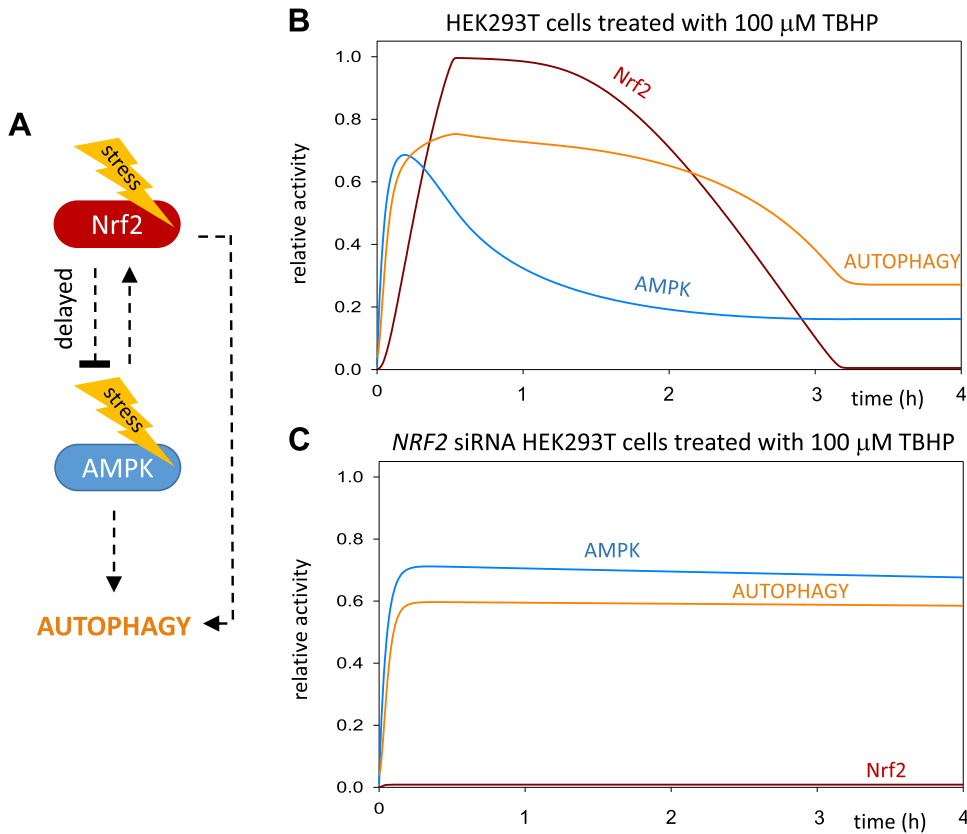 A
stress
Nrf2
delayed
stress
AMPK
AUTOPHAGY
B
HEK293T cells treated with 100 μM TBHP
relative activity
1.0
0.8
0.6
0.4
0.2
0.0
Nrf2
AUTOPHAGY
AMPK
0
1
2
3
4
time (h)
C
NRF2 siRNA HEK293T cells treated with 100 μM TBHP
relative activity
1.0
0.8
0.6
0.4
0.2
0.0
AMPK
AUTOPHAGY
Nrf2
0
1
2
3
4
time (h)